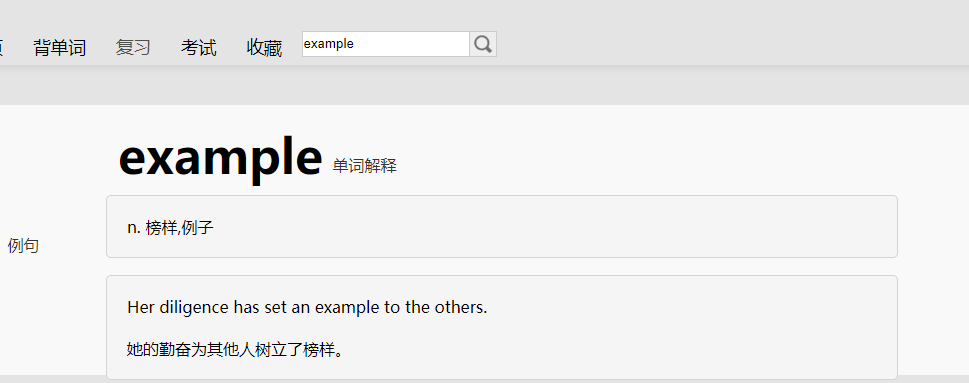 背单词 复习 考试 收藏 example
example 单词解释
n. 榜样,例子
例句
Her diligence has set an example to the others.
她的勤奋为其他人树立了榜样。